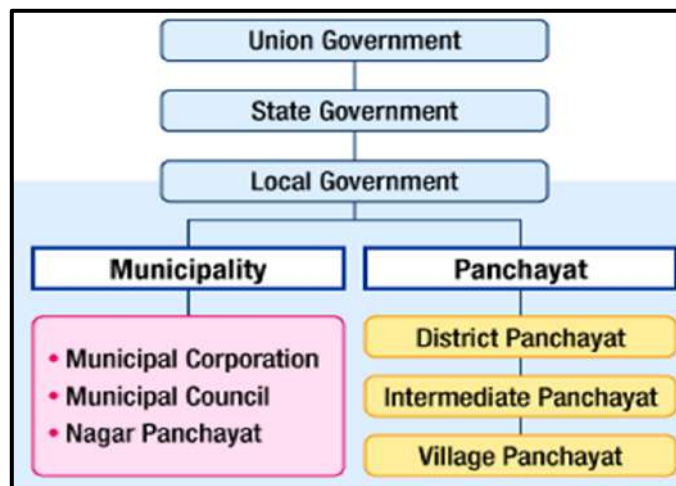 Union Government
State Government
Local Government
Municipality
Panchayat
• Municipal Corporation
• Municipal Council
• Nagar Panchayat
District Panchayat
Intermediate Panchayat
Village Panchayat